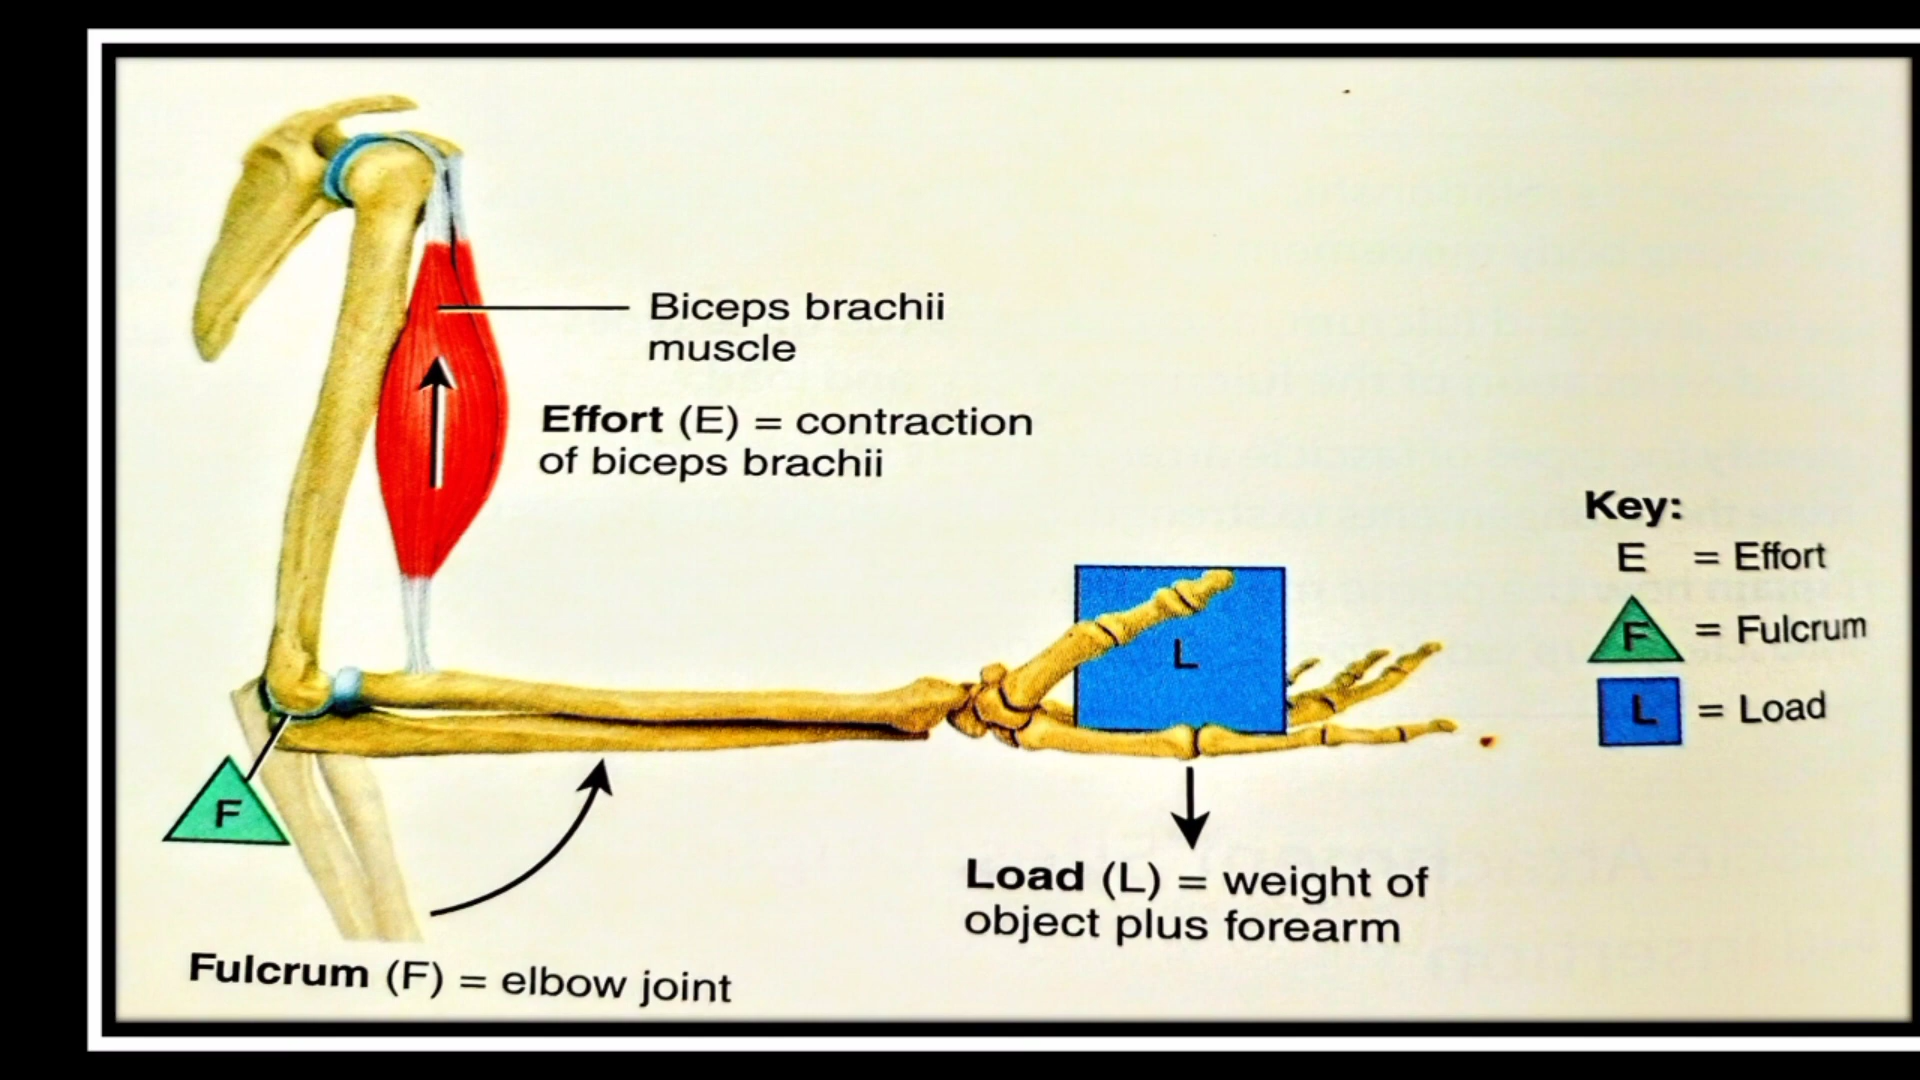 Biceps brachii
muscle
Effort (E) = contraction
of biceps brachii
Key:
E = Effort
F = Fulcrum
L = Load
L
F
Load (L) = weight of
object plus forearm
Fulcrum (F) = elbow joint